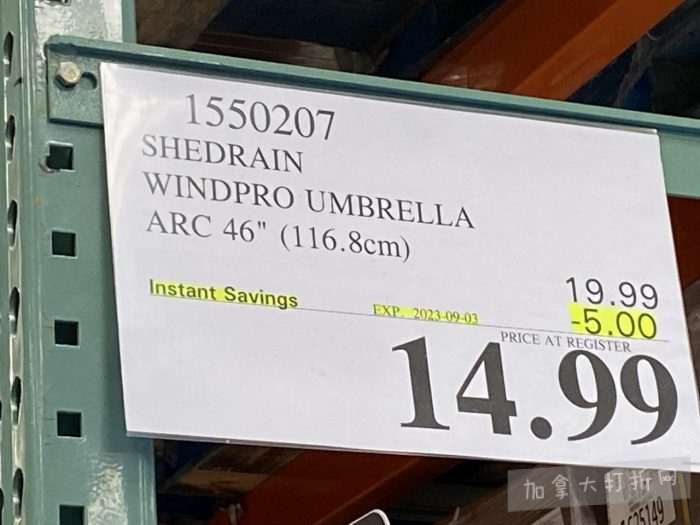 1550207
SHEDRAIN
WINDPRO UMBRELLA
ARC 46" (116.8cm)
19.99
Instant Savings EXP. 2023-09-03 -5.00
PRICE AT REGISTER
14.99
加拿大打折网